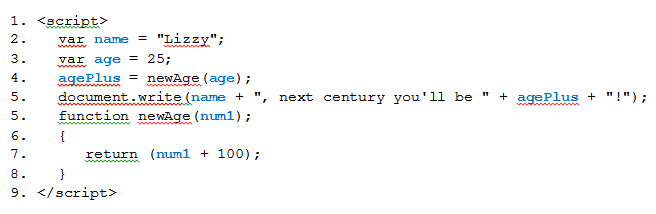 1. <script>
2. var name = "Lizzy";
3. var age = 25;
4. agePlus = newAge(age);
5. document.write(name + ", next century you'll be " + agePlus + "!");
5. function newAge(num1);
6. {
7. return (num1 + 100);
8. }
9. </script>